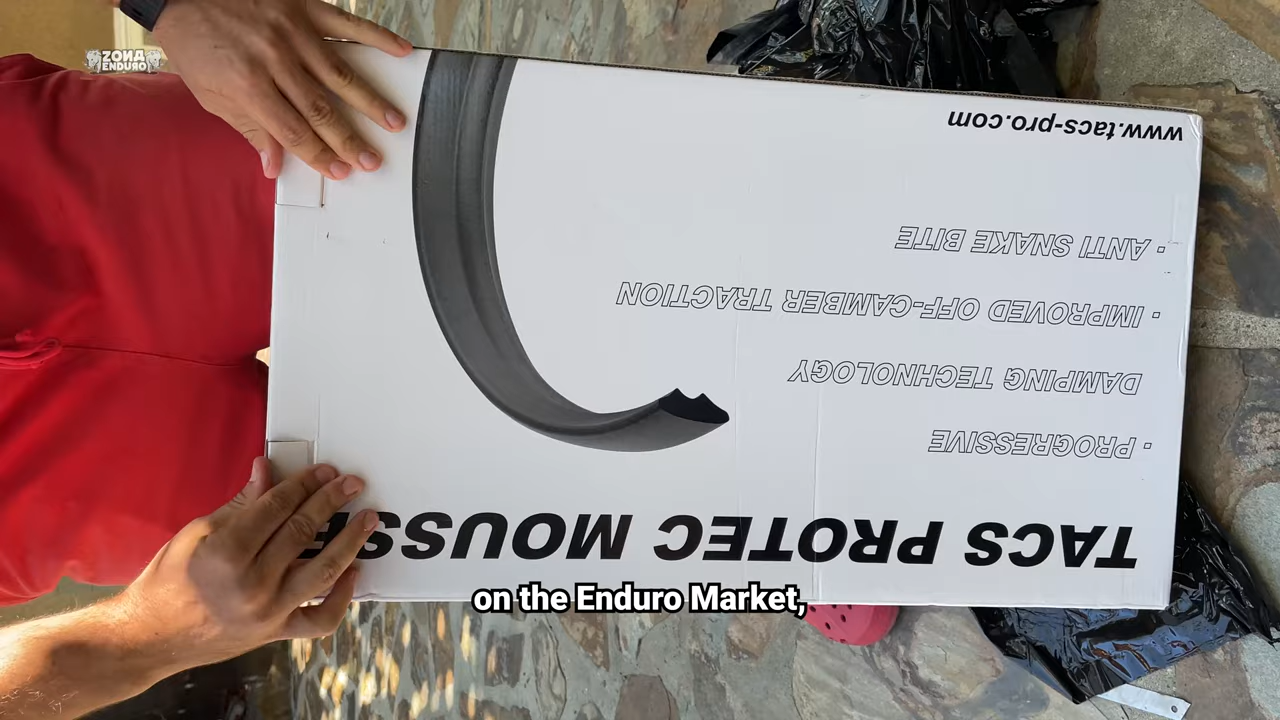 ZONA
ENDURO
TACS PROTEC MOUSSE
• PROGRESSIVE
DAMPING TECHNOLOGY
• IMPROVED OFF-CAMBER TRACTION
• ANTI SNAKE BITE
www.tacs-pro.com
on the Enduro Market,